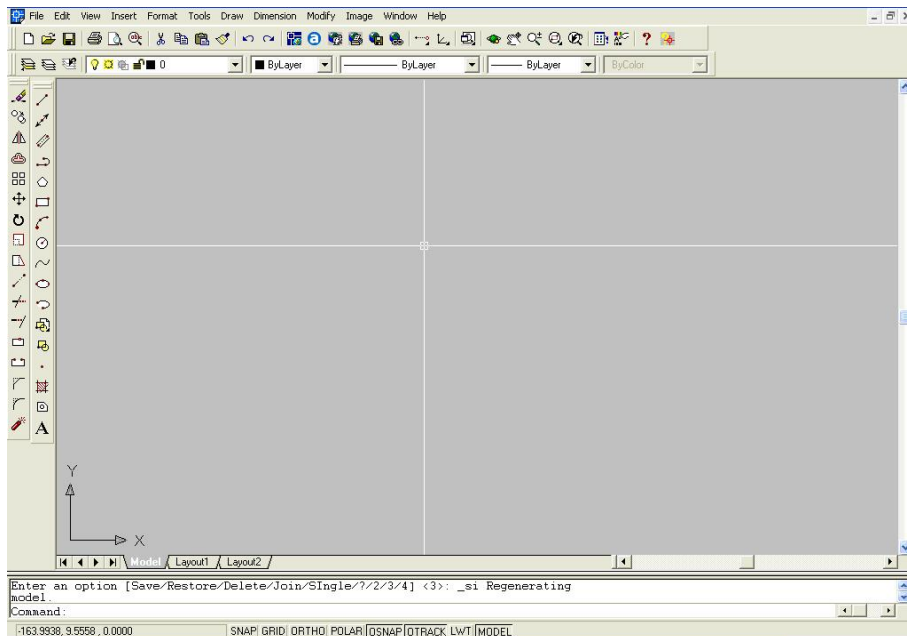 File Edit View Insert Format Tools Draw Dimension Modify Image Window Help
0 ByLayer ByLayer ByLayer ByColor
A
Y
X
Model Layout1 Layout2
Enter an option [Save/Restore/Delete/Join/SIngle/?/2/3/4] <3>: _si Regenerating
model.
Command:
-163.9938, 9.5558 , 0.0000 SNAP GRID ORTHO POLAR OSNAP OTRACK LWT MODEL